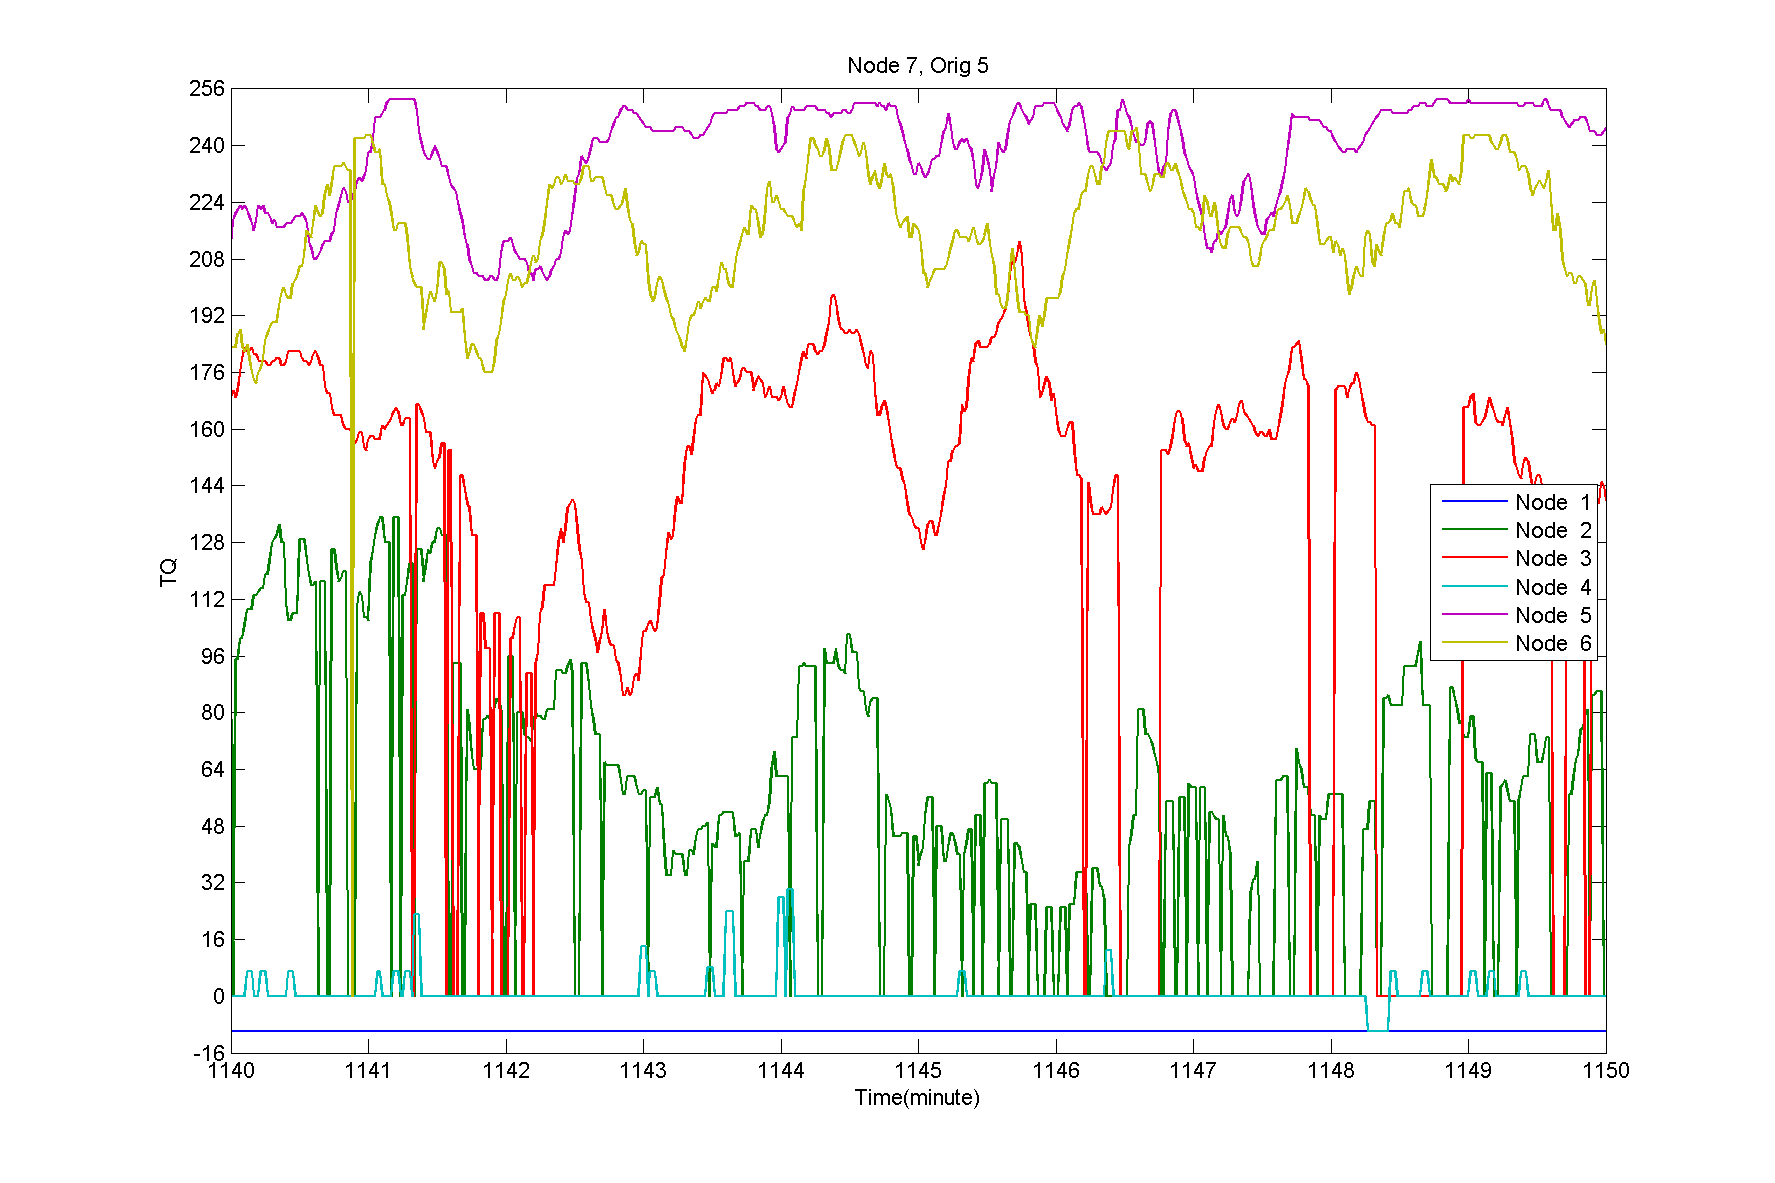 Node 7, Orig 5
256
240
224
208
192
176
160
144
128
112
96
80
64
48
32
16
0
-16
TQ
1140 1141 1142 1143 1144 1145 1146 1147 1148 1149 1150
Time(minute)
Node 1
Node 2
Node 3
Node 4
Node 5
Node 6